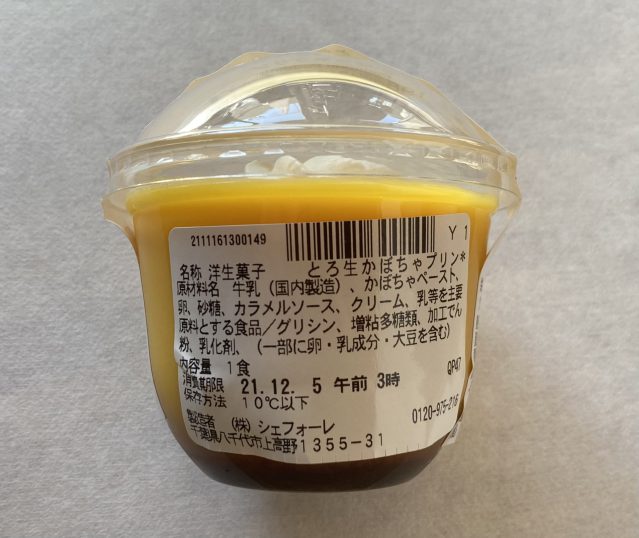 2111161300149
Y 1
名称 洋生菓子 とろ生かぼちゃプリン*
原材料名 牛乳(国内製造)、かぼちゃペースト、
卵、砂糖、カラメルソース、クリーム、乳等を主要
原料とする食品/グリシン、増粘多糖類、加工でん
粉、乳化剤、(一部に卵・乳成分・大豆を含む)
内容量 1食
QP47
消費期限 21.12. 5 午前 3時
保存方法 10℃以下
0120-975-216
製造者 (株)シェフォーレ
千葉県八千代市上高野1355-31